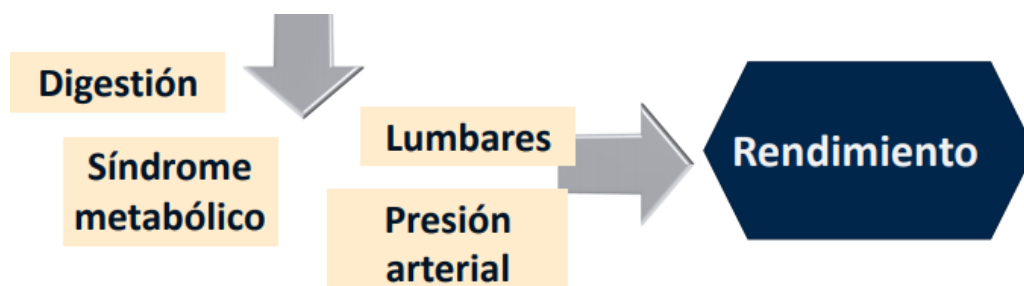 Digestión
Síndrome
metabólico
Lumbares
Presión
arterial
Rendimiento